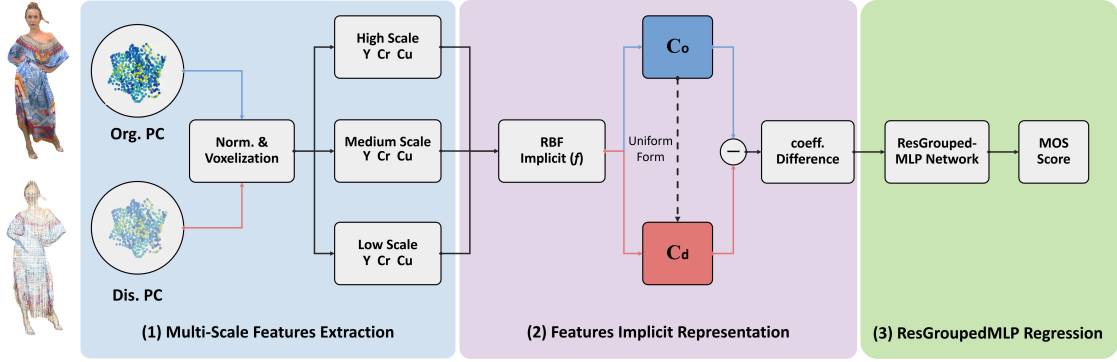 Org. PC
Dis. PC
Norm. &
Voxelization
High Scale
Y Cr Cu
Medium Scale
Y Cr Cu
Low Scale
Y Cr Cu
(1) Multi-Scale Features Extraction
RBF
Implicit (f)
Uniform
Form
Co
Cd
−
coeff.
Difference
(2) Features Implicit Representation
ResGrouped-
MLP Network
MOS
Score
(3) ResGroupedMLP Regression